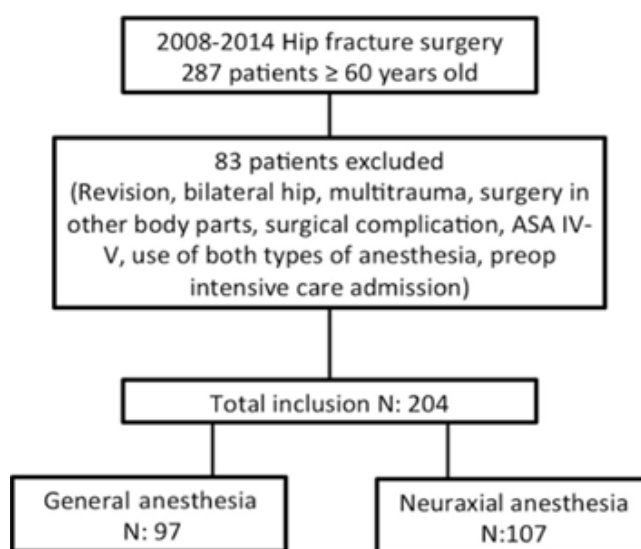 2008-2014 Hip fracture surgery
287 patients ≥ 60 years old
83 patients excluded
(Revision, bilateral hip, multitrauma, surgery in
other body parts, surgical complication, ASA IV-
V, use of both types of anesthesia, preop
intensive care admission)
Total inclusion N: 204
General anesthesia
N: 97
Neuraxial anesthesia
N:107